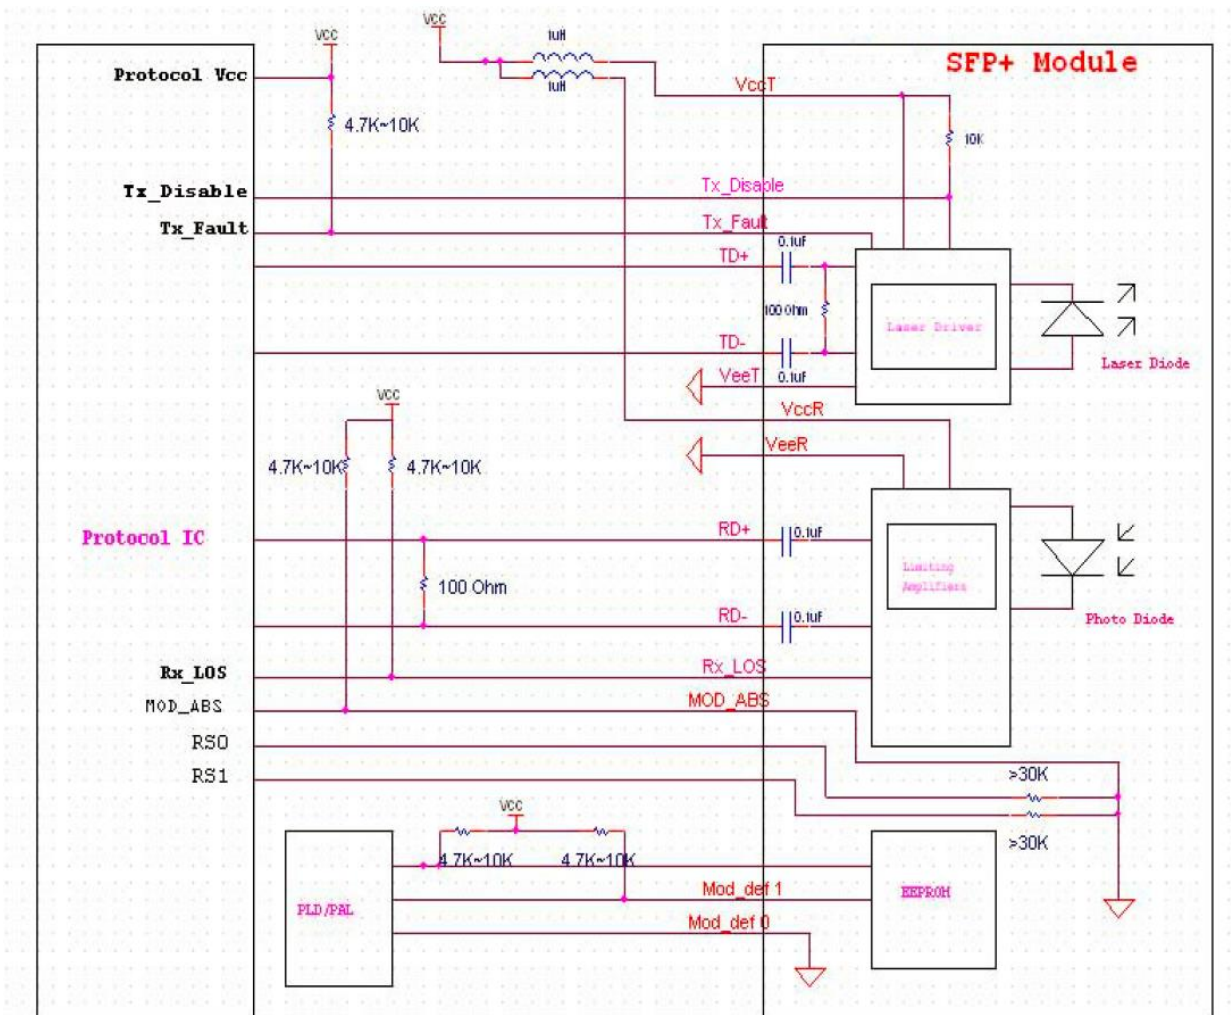 VCC
VCC
1uH
1uH
SFP+ Module
Protocol Vcc
VccT
4.7K~10K
10K
Tx_Disable
Tx_Disable
Tx_Fault
Tx_Fault
0.1uf
TD+
100 Ohm
Laser Driver
TD-
Laser Diode
VeeT
0.1uf
VCC
VccR
VeeR
4.7K~10K
4.7K~10K
Protocol IC
RD+
0.1uf
Limiting
Amplifiers
100 Ohm
RD-
0.1uf
Photo Diode
Rx_LOS
Rx_LOS
MOD_ABS
MOD_ABS
RS0
RS1
>30K
VCC
>30K
4.7K~10K
4.7K~10K
PLD/PAL
Mod_def 1
EEPROM
Mod_def 0